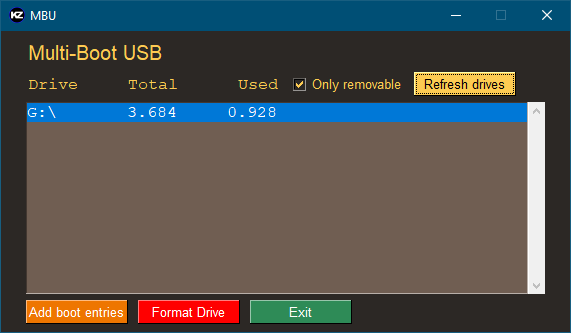 KZ MBU
Multi-Boot USB
Drive Total Used Only removable Refresh drives
G:\ 3.684 0.928
Add boot entries Format Drive Exit